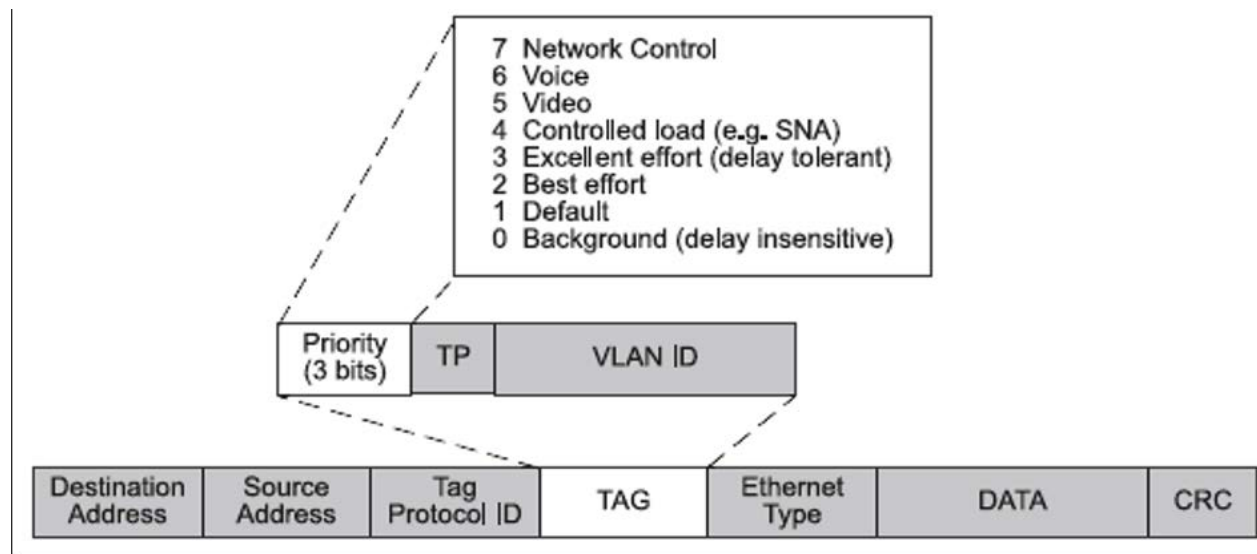 7 Network Control
6 Voice
5 Video
4 Controlled load (e.g. SNA)
3 Excellent effort (delay tolerant)
2 Best effort
1 Default
0 Background (delay insensitive)
Priority
(3 bits)
TP
VLAN ID
Destination
Address
Source
Address
Tag
Protocol ID
TAG
Ethernet
Type
DATA
CRC